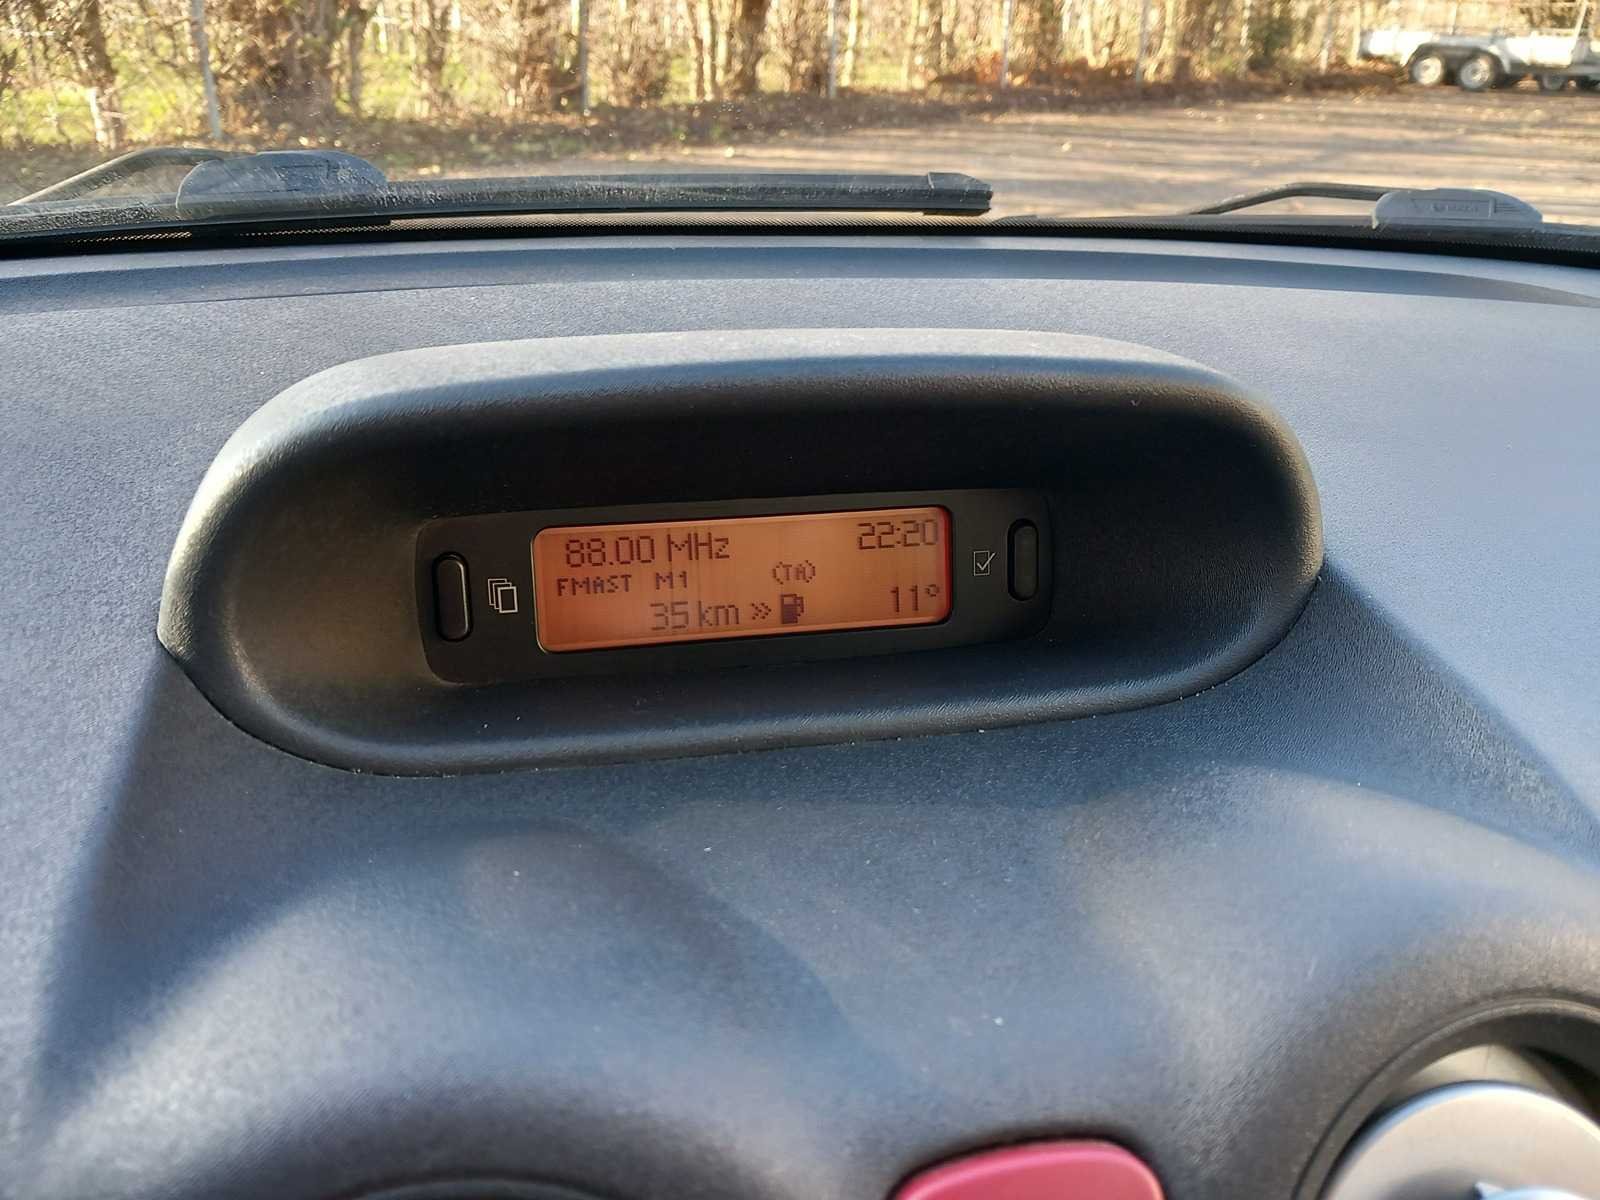 88.00 MHz 22:20
FMAST M1 (TA)
35 km » 11°